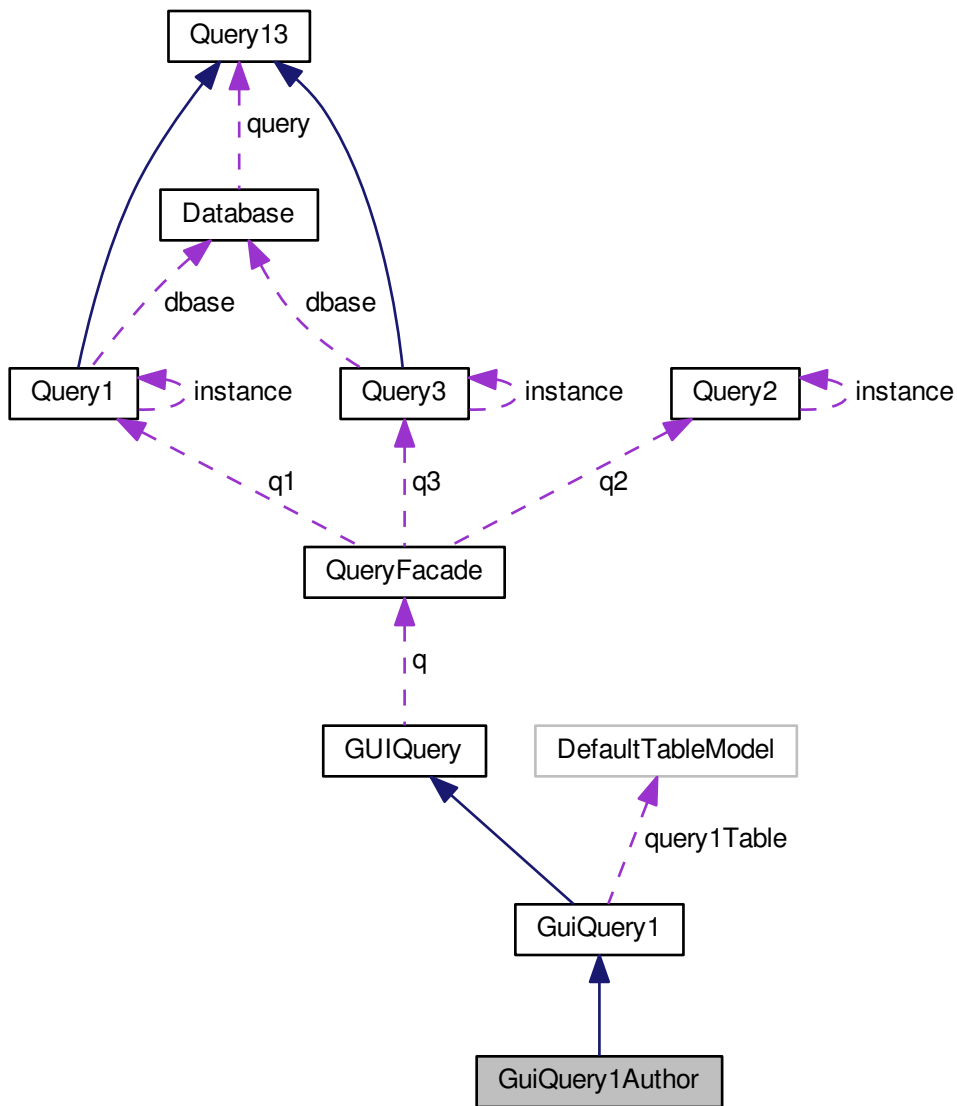 Query13
query
Database
dbase
dbase
Query1
instance
Query3
instance
Query2
instance
q1
q3
q2
QueryFacade
q
GUIQuery
DefaultTableModel
query1Table
GuiQuery1
GuiQuery1Author